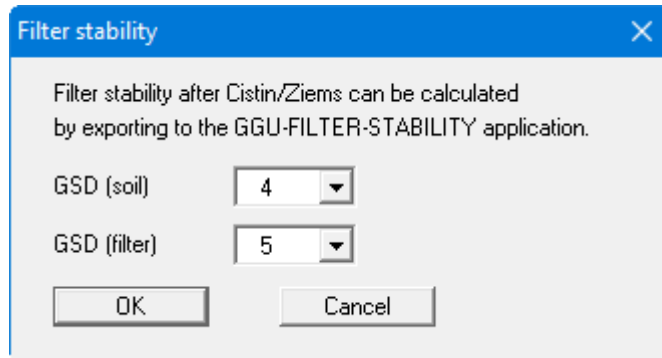 Filter stability
Filter stability after Cistin/Ziems can be calculated
by exporting to the GGU-FILTER-STABILITY application.
GSD (soil) 4
GSD (filter) 5
OK Cancel